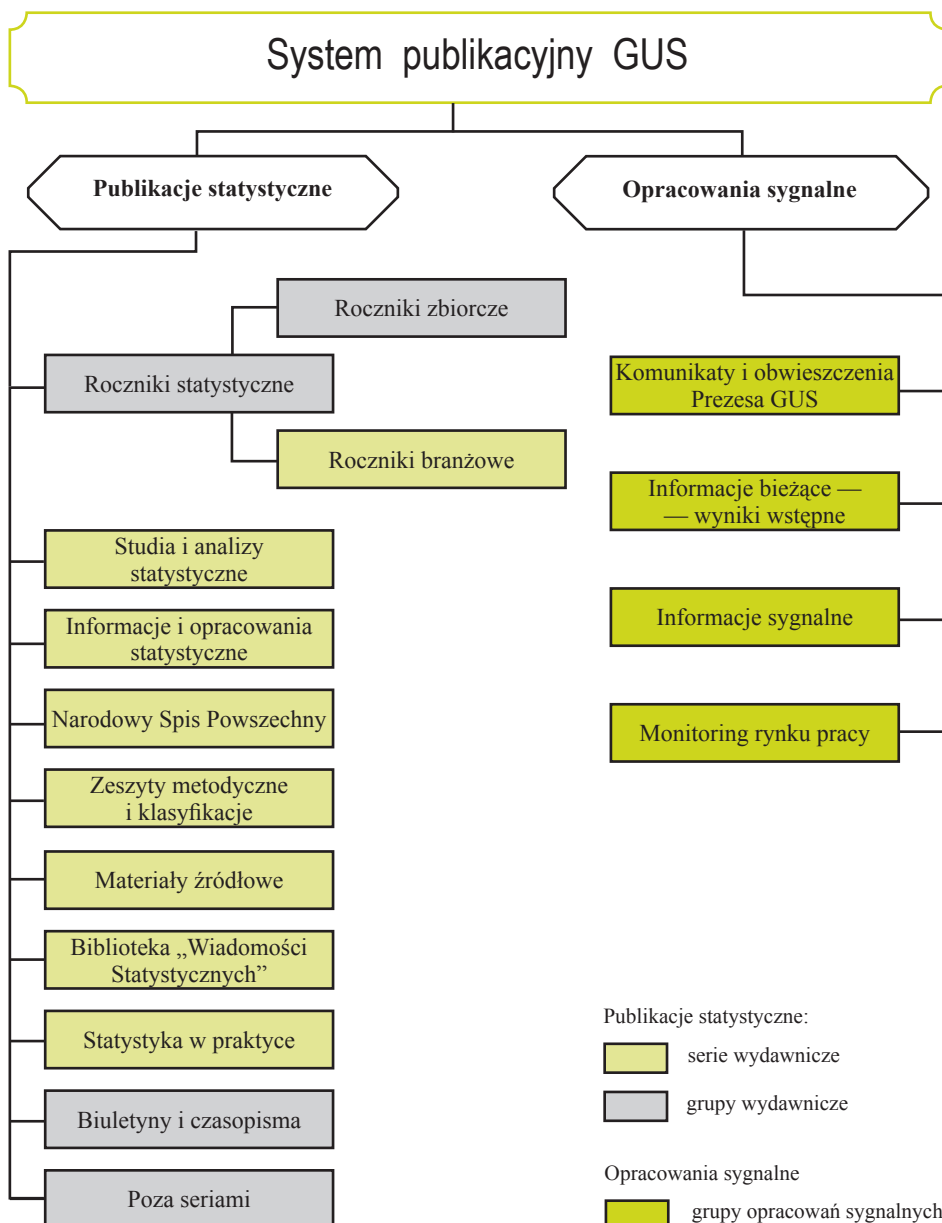 System publikacyjny GUS
Publikacje statystyczne
Opracowania sygnalne
Roczniki zbiorcze
Roczniki statystyczne
Roczniki branżowe
Studia i analizy
statystyczne
Informacje i opracowania
statystyczne
Narodowy Spis Powszechny
Zeszyty metodyczne
i klasyfikacje
Materiały źródłowe
Biblioteka „Wiadomości
Statystycznych”
Statystyka w praktyce
Biuletyny i czasopisma
Poza seriami
Komunikaty i obwieszczenia
Prezesa GUS
Informacje bieżące —
— wyniki wstępne
Informacje sygnalne
Monitoring rynku pracy
Publikacje statystyczne:
serie wydawnicze
grupy wydawnicze
Opracowania sygnalne
grupy opracowań sygnalnych